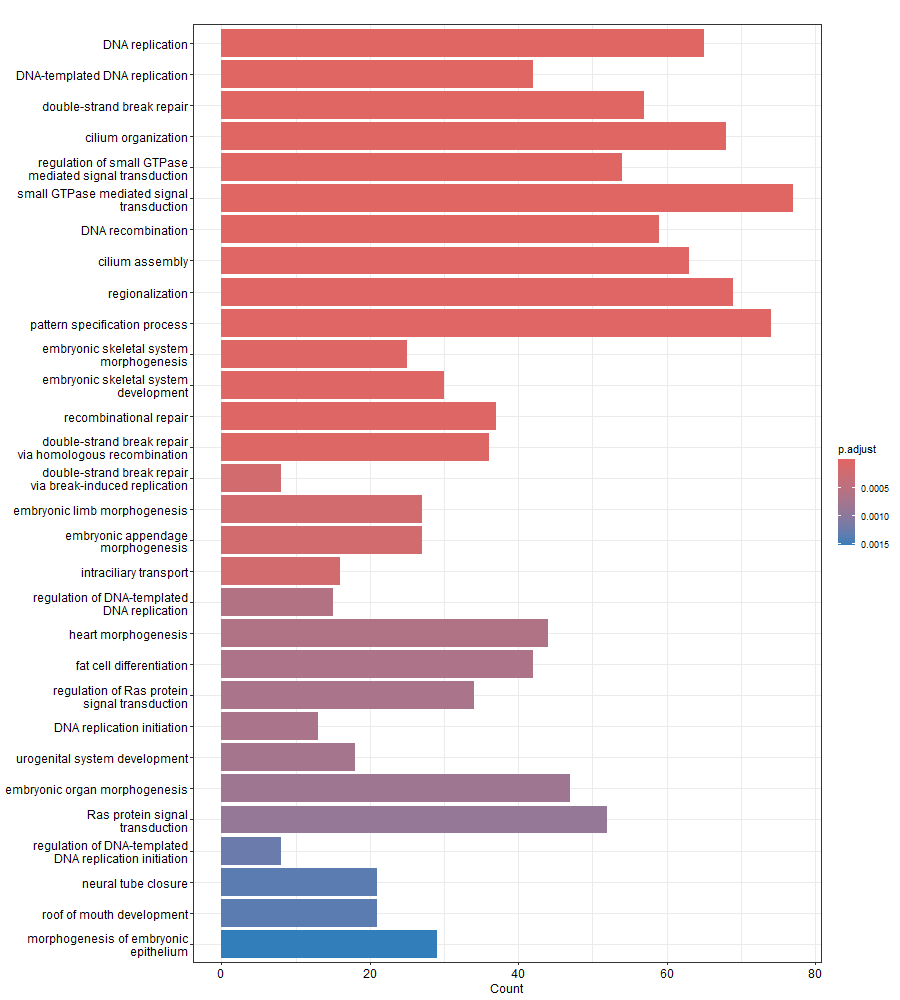 DNA replication
DNA-templated DNA replication
double-strand break repair
cilium organization
regulation of small GTPase
mediated signal transduction
small GTPase mediated signal
transduction
DNA recombination
cilium assembly
regionalization
pattern specification process
embryonic skeletal system
morphogenesis
embryonic skeletal system
development
recombinational repair
double-strand break repair
via homologous recombination
double-strand break repair
via break-induced replication
embryonic limb morphogenesis
embryonic appendage
morphogenesis
intraciliary transport
regulation of DNA-templated
DNA replication
heart morphogenesis
fat cell differentiation
regulation of Ras protein
signal transduction
DNA replication initiation
urogenital system development
embryonic organ morphogenesis
Ras protein signal
transduction
regulation of DNA-templated
DNA replication initiation
neural tube closure
roof of mouth development
morphogenesis of embryonic
epithelium
0 20 40 60 80
Count
p.adjust
0.0005
0.0010
0.0015